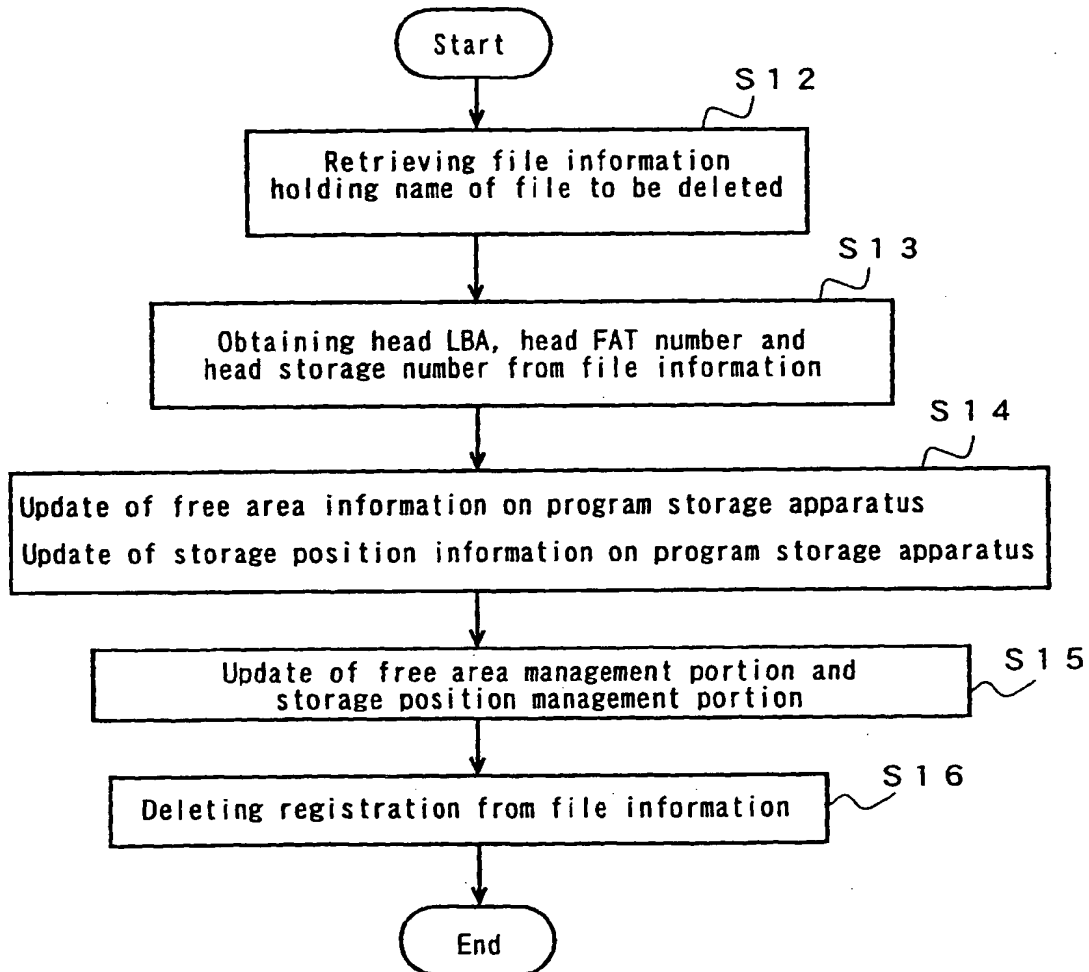 Start
S12
Retrieving file information
holding name of file to be deleted
S13
Obtaining head LBA, head FAT number and
head storage number from file information
S14
Update of free area information on program storage apparatus
Update of storage position information on program storage apparatus
S15
Update of free area management portion and
storage position management portion
S16
Deleting registration from file information
End